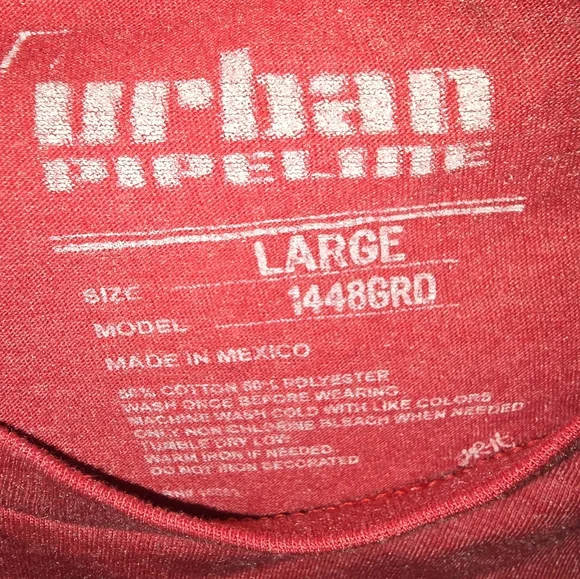 urban
PIPELINE
SIZE LARGE
MODEL 1448GRD
MADE IN MEXICO
60% COTTON POLYESTER
WASH ONCE BEFORE WEARING
MACHINE WASH COLD WITH LIKE COLORS
ONLY NON CHLORINE BLEACH WHEN NEEDED
TUMBLE DRY LOW
WARM IRON IF NEEDED
DO NOT IRON DECORATED